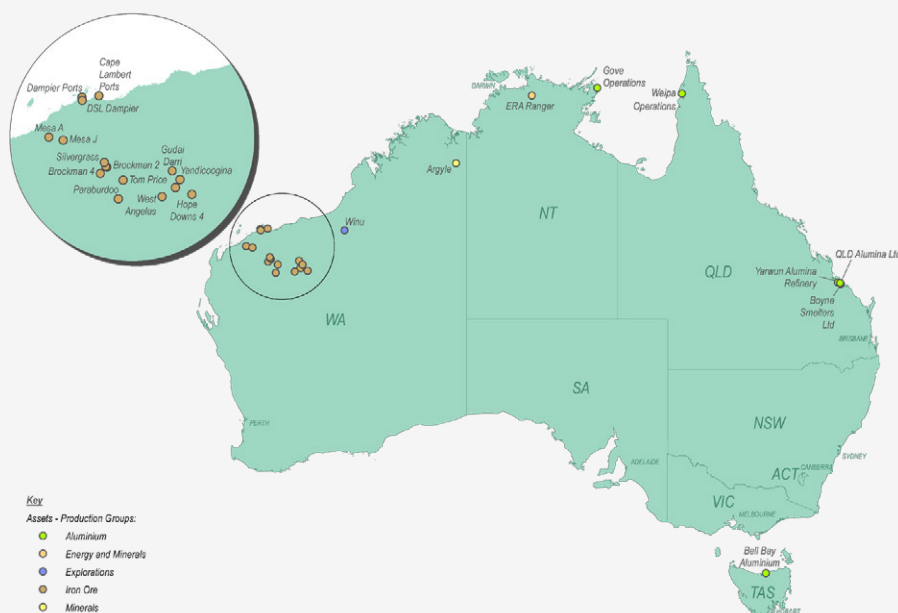 Cape
Lambert
Ports
Dampier Ports
DSL Dampier
Mesa A
Mesa J
Silvergrass
Brockman 2
Brockman 4
Gudai
Darri
Yandicoogina
Tom Price
Paraburdoo
West
Angelus
Hope
Downs 4
DARWIN
ERA Ranger
Gove
Operations
Weipa
Operations
Argyle
Winu
NT
QLD
WA
SA
QLD Alumina Ltd
Yarwun Alumina
Refinery
Boyne
Smelters
Ltd
BRISBANE
NSW
PERTH
ADELAIDE
SYDNEY
ACT
CANBERRA
VIC
MELBOURNE
Bell Bay
Aluminium
TAS
Key
Assets - Production Groups:
Aluminium
Energy and Minerals
Explorations
Iron Ore
Minerals